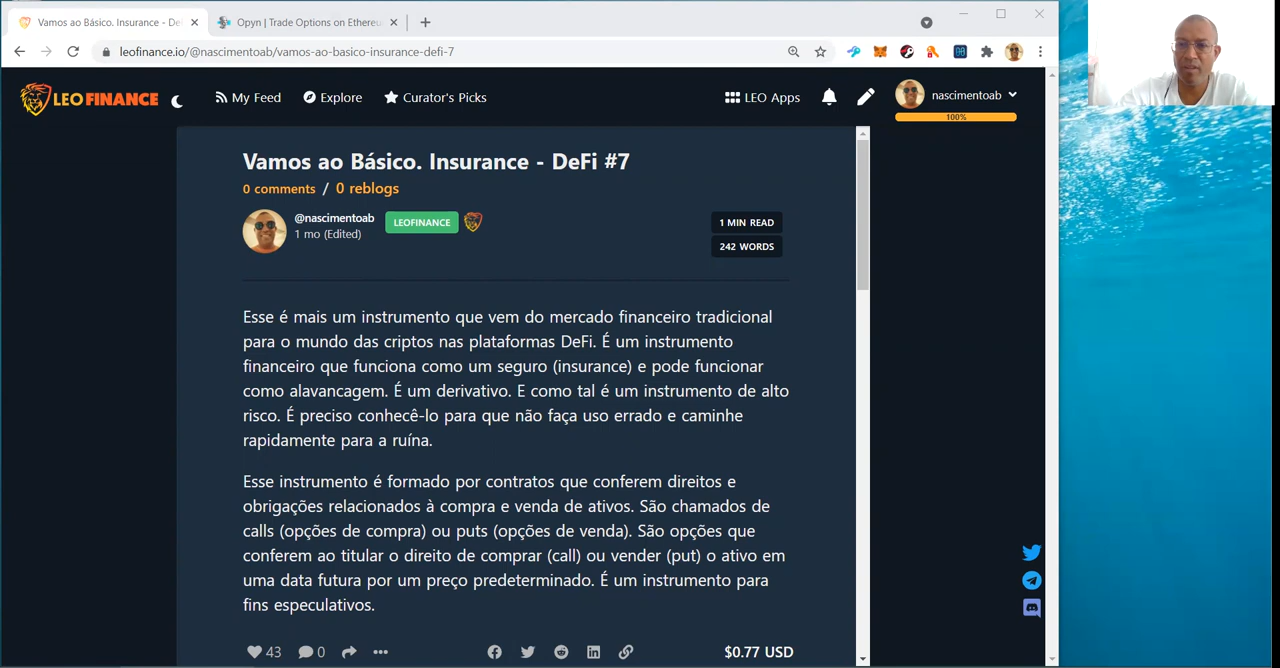 Vamos ao Básico. Insurance - De
Opyn | Trade Options on Ethereu
leofinance.io/@nascimentoab/vamos-ao-basico-insurance-defi-7
LEOFINANCE
My Feed
Explore
Curator's Picks
LEO Apps
nascimentoab
100%
Vamos ao Básico. Insurance - DeFi #7
0 comments / 0 reblogs
@nascimentoab
1 mo (Edited)
LEOFINANCE
1 MIN READ
242 WORDS
Esse é mais um instrumento que vem do mercado financeiro tradicional
para o mundo das criptos nas plataformas DeFi. É um instrumento
financeiro que funciona como um seguro (insurance) e pode funcionar
como alavancagem. É um derivativo. E como tal é um instrumento de alto
risco. É preciso conhecê-lo para que não faça uso errado e caminhe
rapidamente para a ruína.
Esse instrumento é formado por contratos que conferem direitos e
obrigações relacionados à compra e venda de ativos. São chamados de
calls (opções de compra) ou puts (opções de venda). São opções que
conferem ao titular o direito de comprar (call) ou vender (put) o ativo em
uma data futura por um preço predeterminado. É um instrumento para
fins especulativos.
43
0
$0.77 USD